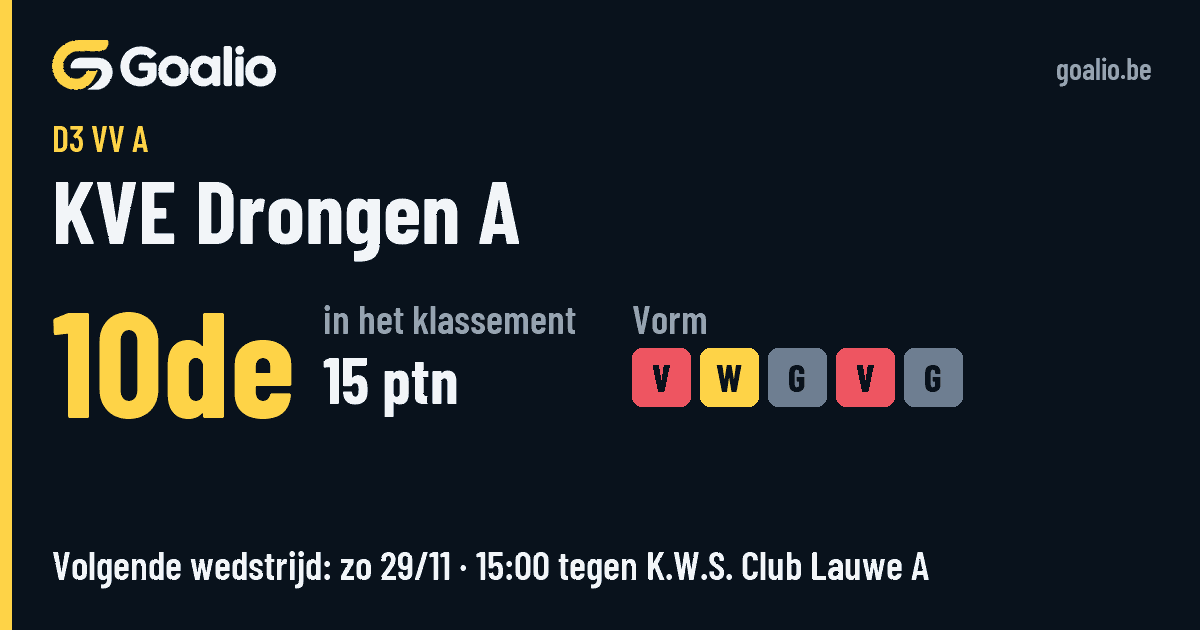 Goalio
goalio.be
D3 VV A
KVE Drongen A
10de
in het klassement
15 ptn
Vorm
V W G V G
Volgende wedstrijd: zo 29/11 · 15:00 tegen K.W.S. Club Lauwe A